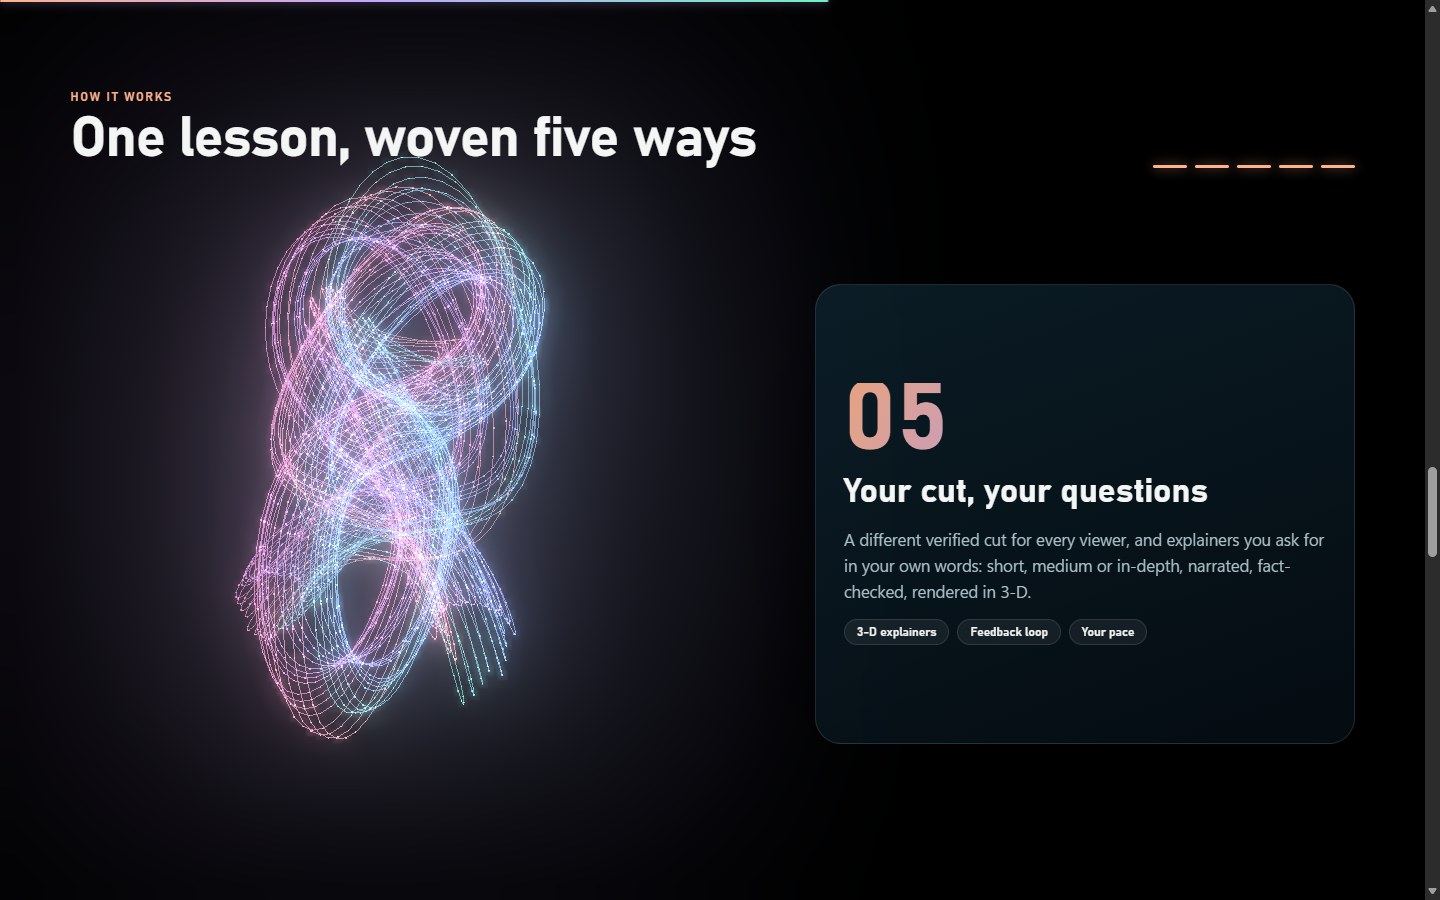 HOW IT WORKS
One lesson, woven five ways
05
Your cut, your questions
A different verified cut for every viewer, and explainers you ask for
in your own words: short, medium or in-depth, narrated, fact-
checked, rendered in 3-D.
3-D explainers
Feedback loop
Your pace